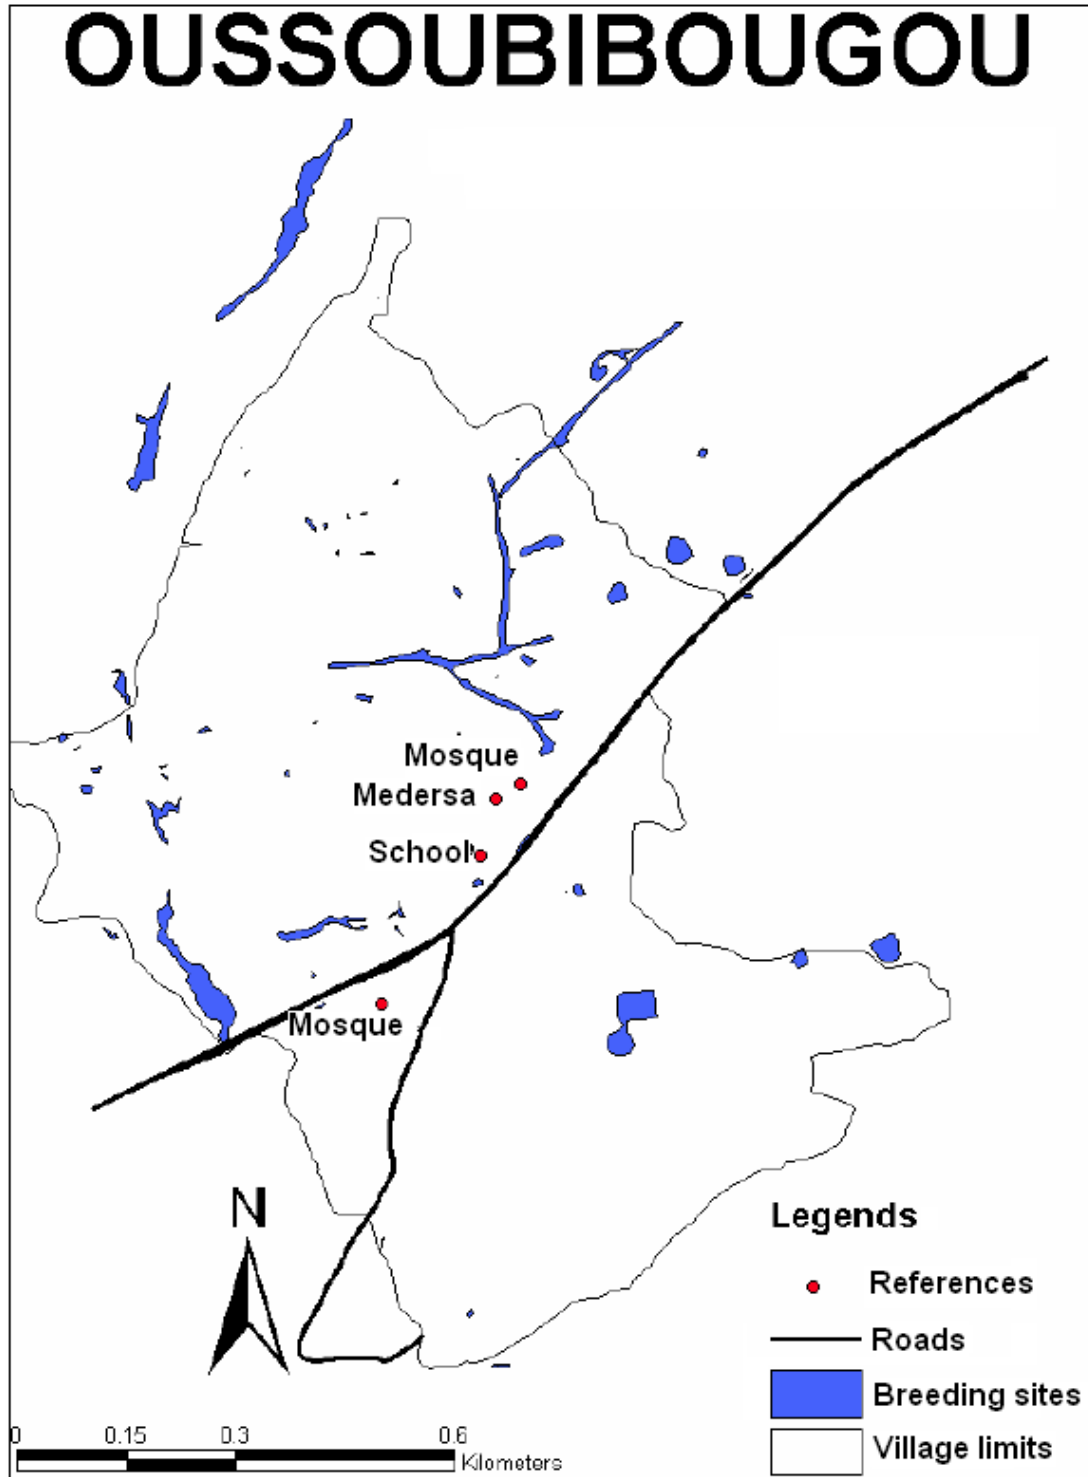 OUSSOUBIBOUGOU
Mosque
Medersa
School
Mosque
N
Legends
References
Roads
Breeding sites
Village limits
0 0.15 0.3 0.6
Kilometers